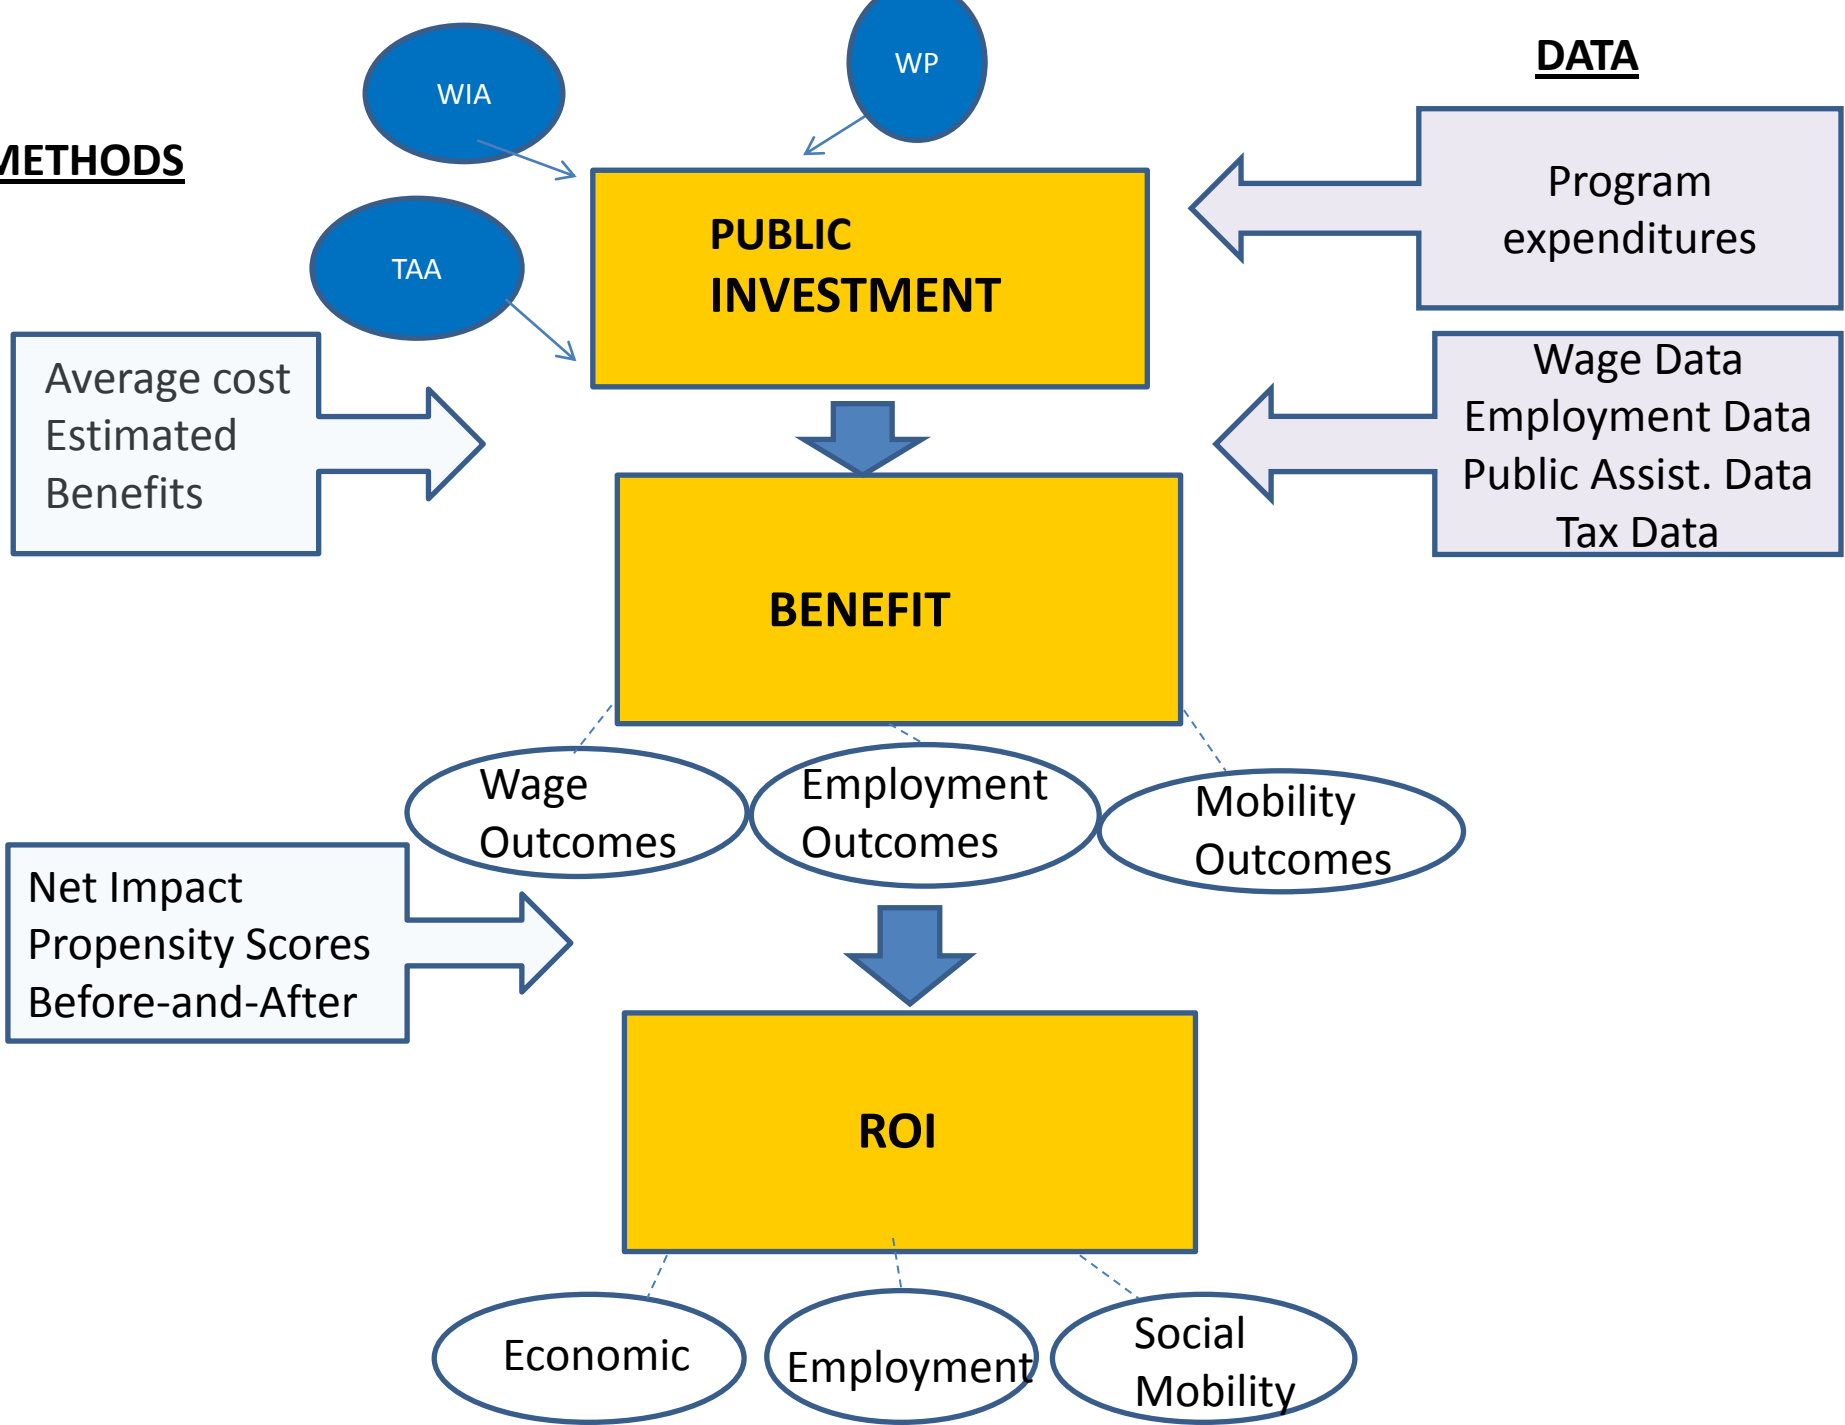 WP
DATA
WIA
METHODS
Program
expenditures
PUBLIC
INVESTMENT
TAA
Average cost
Estimated
Benefits
Wage Data
Employment Data
Public Assist. Data
Tax Data
BENEFIT
Wage
Outcomes
Employment
Outcomes
Mobility
Outcomes
Net Impact
Propensity Scores
Before-and-After
ROI
Economic
Employment
Social
Mobility